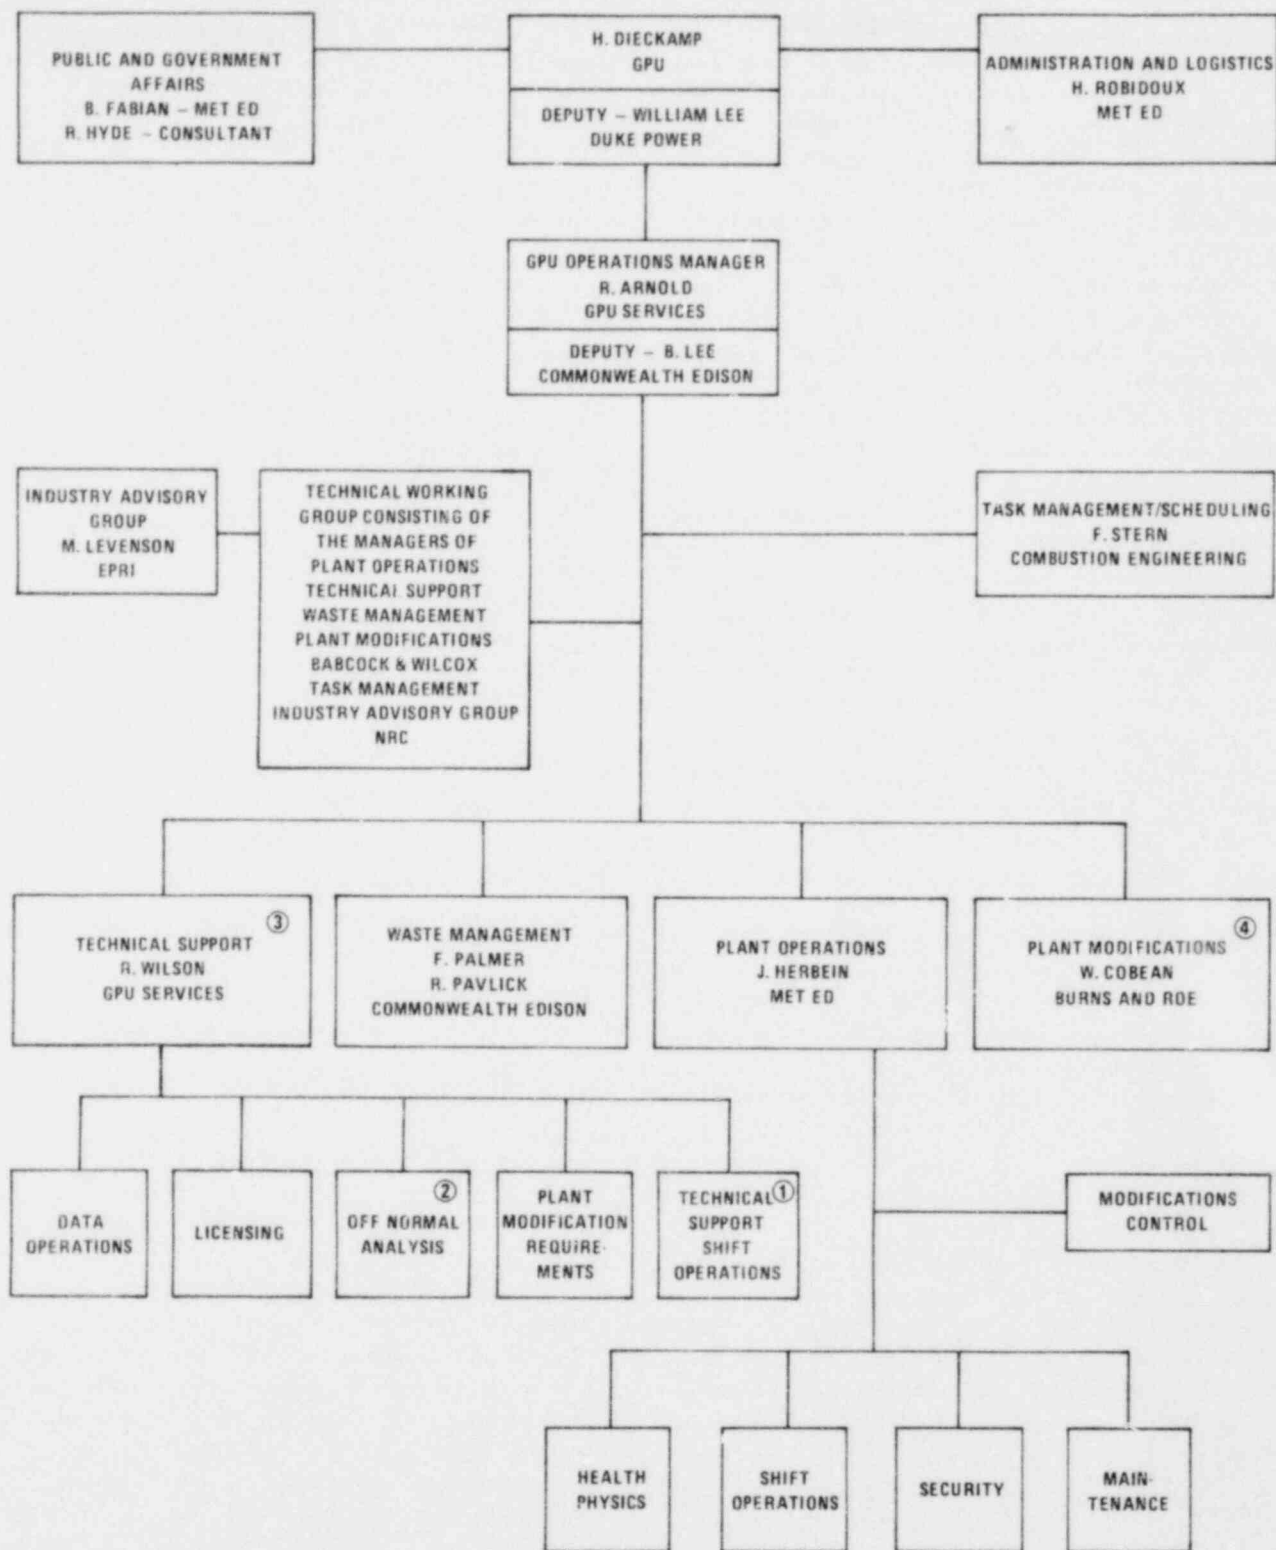 PUBLIC AND GOVERNMENT
AFFAIRS
B. FABIAN – MET ED
R. HYDE – CONSULTANT
H. DIECKAMP
GPU
DEPUTY – WILLIAM LEE
DUKE POWER
ADMINISTRATION AND LOGISTICS
H. ROBIDOUX
MET ED
GPU OPERATIONS MANAGER
R. ARNOLD
GPU SERVICES
DEPUTY – B. LEE
COMMONWEALTH EDISON
INDUSTRY ADVISORY
GROUP
M. LEVENSON
EPRI
TECHNICAL WORKING
GROUP CONSISTING OF
THE MANAGERS OF
PLANT OPERATIONS
TECHNICAL SUPPORT
WASTE MANAGEMENT
PLANT MODIFICATIONS
BABCOCK & WILCOX
TASK MANAGEMENT
INDUSTRY ADVISORY GROUP
NRC
TASK MANAGEMENT/SCHEDULING
F. STERN
COMBUSTION ENGINEERING
③
TECHNICAL SUPPORT
R. WILSON
GPU SERVICES
WASTE MANAGEMENT
F. PALMER
R. PAVLICK
COMMONWEALTH EDISON
PLANT OPERATIONS
J. HERBEIN
MET ED
④
PLANT MODIFICATIONS
W. COBEAN
BURNS AND ROE
DATA
OPERATIONS
LICENSING
②
OFF NORMAL
ANALYSIS
PLANT
MODIFICATION
REQUIRE-
MENTS
①
TECHNICAL
SUPPORT
SHIFT
OPERATIONS
MODIFICATIONS
CONTROL
HEALTH
PHYSICS
SHIFT
OPERATIONS
SECURITY
MAIN-
TENANCE